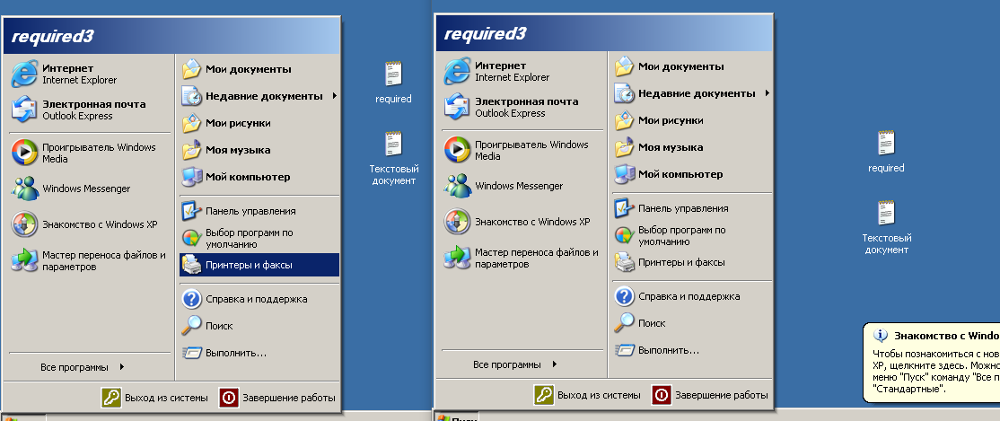 required3
Интернет
Internet Explorer
Электронная почта
Outlook Express
Проигрыватель Windows
Media
Windows Messenger
Знакомство с Windows XP
Мастер переноса файлов и
параметров
Все программы
Мои документы
Недавние документы
Мои рисунки
Моя музыка
Мой компьютер
Панель управления
Выбор программ по
умолчанию
Принтеры и факсы
Справка и поддержка
Поиск
Выполнить...
Выход из системы
Завершение работы
required
Текстовый
документ
required3
Интернет
Internet Explorer
Электронная почта
Outlook Express
Проигрыватель Windows
Media
Windows Messenger
Знакомство с Windows XP
Мастер переноса файлов и
параметров
Все программы
Мои документы
Недавние документы
Мои рисунки
Моя музыка
Мой компьютер
Панель управления
Выбор программ по
умолчанию
Принтеры и факсы
Справка и поддержка
Поиск
Выполнить...
Выход из системы
Завершение работы
required
Текстовый
документ
Знакомство с Windo
Чтобы познакомиться с нов
XP, щелкните здесь. Можно
меню "Пуск" команду "Все п
"Стандартные".
Пуск